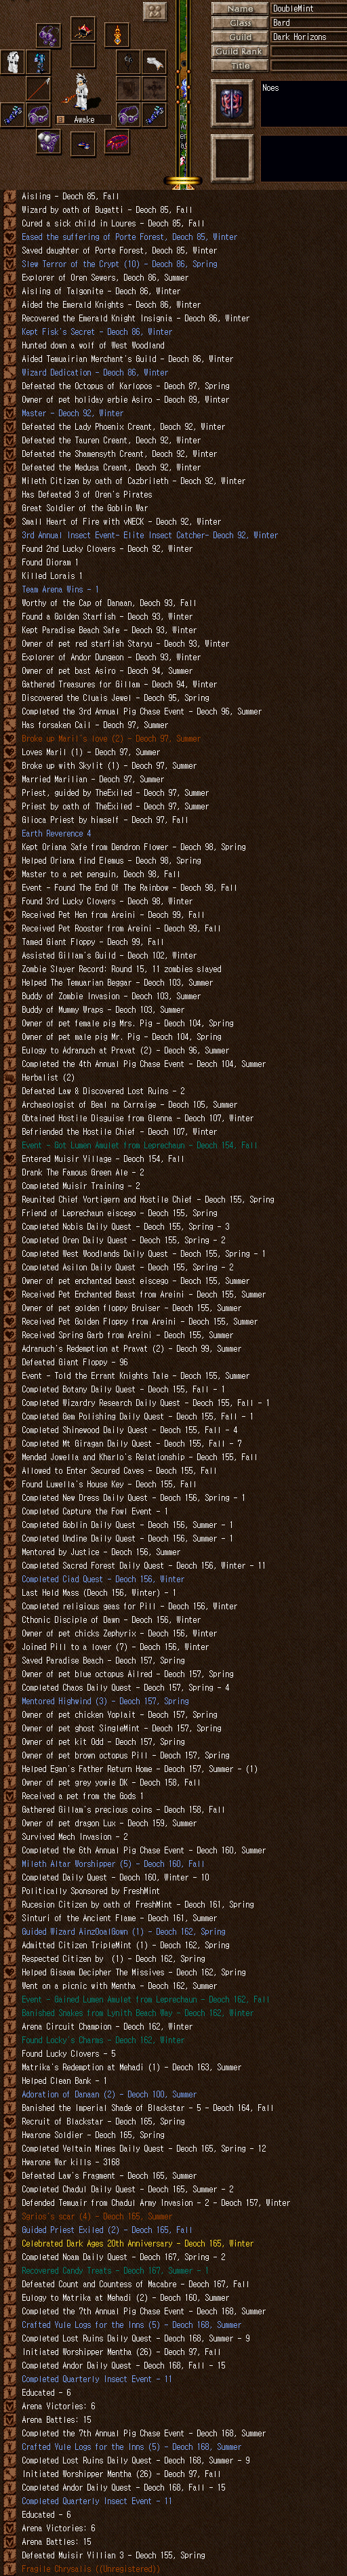 Name DoubleMint
Class Bard
Guild Dark Horizons
Guild Rank
Title
Awake
Noes
Aisling - Deoch 85, Fall
Wizard by oath of Bugatti - Deoch 85, Fall
Cured a sick child in Loures - Deoch 85, Fall
Eased the suffering of Porte Forest, Deoch 85, Winter
Saved daughter of Porte Forest, Deoch 85, Winter
Slew Terror of the Crypt (10) - Deoch 86, Spring
Explorer of Oren Sewers, Deoch 86, Summer
Aisling of Talgonite - Deoch 86, Winter
Aided the Emerald Knights - Deoch 86, Winter
Recovered the Emerald Knight Insignia - Deoch 86, Winter
Kept Fisk's Secret - Deoch 86, Winter
Hunted down a wolf of West Woodland
Aided Temuairian Merchant's Guild - Deoch 86, Winter
Wizard Dedication - Deoch 86, Winter
Defeated the Octopus of Karlopos - Deoch 87, Spring
Owner of pet holiday erbie Asiro - Deoch 89, Winter
Master - Deoch 92, Winter
Defeated the Lady Phoenix Creant, Deoch 92, Winter
Defeated the Tauren Creant, Deoch 92, Winter
Defeated the Shamensyth Creant, Deoch 92, Winter
Defeated the Medusa Creant, Deoch 92, Winter
Mileth Citizen by oath of Cazbrileth - Deoch 92, Winter
Has Defeated 3 of Oren's Pirates
Great Soldier of the Goblin War
Small Heart of Fire with vNECK - Deoch 92, Winter
3rd Annual Insect Event- Elite Insect Catcher- Deoch 92, Winter
Found 2nd Lucky Clovers - Deoch 92, Winter
Found Dioram 1
Killed Lorais 1
Team Arena Wins - 1
Worthy of the Cap of Danaan, Deoch 93, Fall
Found a Golden Starfish - Deoch 93, Winter
Kept Paradise Beach Safe - Deoch 93, Winter
Owner of pet red starfish Staryu - Deoch 93, Winter
Explorer of Andor Dungeon - Deoch 93, Winter
Owner of pet bast Asiro - Deoch 94, Summer
Gathered Treasures for Gillam - Deoch 94, Winter
Discovered the Cluais Jewel - Deoch 95, Spring
Completed the 3rd Annual Pig Chase Event - Deoch 96, Summer
Has forsaken Cail - Deoch 97, Summer
Broke up Maril's love (2) - Deoch 97, Summer
Loves Maril (1) - Deoch 97, Summer
Broke up with Skylit (1) - Deoch 97, Summer
Married Marilian - Deoch 97, Summer
Priest, guided by TheExiled - Deoch 97, Summer
Priest by oath of TheExiled - Deoch 97, Summer
Glioca Priest by himself - Deoch 97, Fall
Earth Reverence 4
Kept Oriana Safe from Dendron Flower - Deoch 98, Spring
Helped Oriana find Elemus - Deoch 98, Spring
Master to a pet penguin, Deoch 98, Fall
Event - Found The End Of The Rainbow - Deoch 98, Fall
Found 3rd Lucky Clovers - Deoch 98, Winter
Received Pet Hen from Areini - Deoch 99, Fall
Received Pet Rooster from Areini - Deoch 99, Fall
Tamed Giant Floppy - Deoch 99, Fall
Assisted Gillam's Guild - Deoch 102, Winter
Zombie Slayer Record: Round 15, 11 zombies slayed
Helped The Temuarian Beggar - Deoch 103, Summer
Buddy of Zombie Invasion - Deoch 103, Summer
Buddy of Mummy Wraps - Deoch 103, Summer
Owner of pet female pig Mrs. Pig - Deoch 104, Spring
Owner of pet male pig Mr. Pig - Deoch 104, Spring
Eulogy to Adranuch at Pravat (2) - Deoch 96, Summer
Completed the 4th Annual Pig Chase Event - Deoch 104, Summer
Herbalist (2)
Defeated Law & Discovered Lost Ruins - 2
Archaeologist of Beal na Carraige - Deoch 105, Summer
Obtained Hostile Disguise from Gienna - Deoch 107, Winter
Befriended the Hostile Chief - Deoch 107, Winter
Event - Got Lumen Amulet from Leprechaun - Deoch 154, Fall
Entered Muisir Village - Deoch 154, Fall
Drank The Famous Green Ale - 2
Completed Muisir Training - 2
Reunited Chief Vortigern and Hostile Chief - Deoch 155, Spring
Friend of Leprechaun eiscego - Deoch 155, Spring
Completed Nobis Daily Quest - Deoch 155, Spring - 3
Completed Oren Daily Quest - Deoch 155, Spring - 2
Completed West Woodlands Daily Quest - Deoch 155, Spring - 1
Completed Asilon Daily Quest - Deoch 155, Spring - 2
Owner of pet enchanted beast eiscego - Deoch 155, Summer
Received Pet Enchanted Beast from Areini - Deoch 155, Summer
Owner of pet golden floppy Bruiser - Deoch 155, Summer
Received Pet Golden Floppy from Areini - Deoch 155, Summer
Received Spring Garb from Areini - Deoch 155, Summer
Adranuch's Redemption at Pravat (2) - Deoch 99, Summer
Defeated Giant Floppy - 96
Event - Told the Errant Knights Tale - Deoch 155, Summer
Completed Botany Daily Quest - Deoch 155, Fall - 1
Completed Wizardry Research Daily Quest - Deoch 155, Fall - 1
Completed Gem Polishing Daily Quest - Deoch 155, Fall - 1
Completed Shinewood Daily Quest - Deoch 155, Fall - 4
Completed Mt Giragan Daily Quest - Deoch 155, Fall - 7
Mended Jowella and Kharlo's Relationship - Deoch 155, Fall
Allowed to Enter Secured Caves - Deoch 155, Fall
Found Luwella's House Key - Deoch 155, Fall
Completed New Dress Daily Quest - Deoch 156, Spring - 1
Completed Capture the Fowl Event - 1
Completed Goblin Daily Quest - Deoch 156, Summer - 1
Completed Undine Daily Quest - Deoch 156, Summer - 1
Mentored by Justice - Deoch 156, Summer
Completed Sacred Forest Daily Quest - Deoch 156, Winter - 11
Completed Ciad Quest - Deoch 156, Winter
Last Held Mass (Deoch 156, Winter) - 1
Completed religious geas for Pill - Deoch 156, Winter
Cthonic Disciple of Dawn - Deoch 156, Winter
Owner of pet chicks Zephyrix - Deoch 156, Winter
Joined Pill to a lover (7) - Deoch 156, Winter
Saved Paradise Beach - Deoch 157, Spring
Owner of pet blue octopus Allred - Deoch 157, Spring
Completed Chaos Daily Quest - Deoch 157, Spring - 4
Mentored Highwind (3) - Deoch 157, Spring
Owner of pet chicken Yoplait - Deoch 157, Spring
Owner of pet ghost SingleMint - Deoch 157, Spring
Owner of pet kit Odd - Deoch 157, Spring
Owner of pet brown octopus Pill - Deoch 157, Spring
Helped Egan's Father Return Home - Deoch 157, Summer - (1)
Owner of pet grey yowie DK - Deoch 158, Fall
Received a pet from the Gods 1
Gathered Gillam's precious coins - Deoch 158, Fall
Owner of pet dragon Lux - Deoch 159, Summer
Survived Mech Invasion - 2
Completed the 6th Annual Pig Chase Event - Deoch 160, Summer
Mileth Altar Worshipper (5) - Deoch 160, Fall
Completed Daily Quest - Deoch 160, Winter - 10
Politically Sponsored by FreshMint
Rucesion Citizen by oath of FreshMint - Deoch 161, Spring
Sinturi of the Ancient Flame - Deoch 161, Summer
Guided Wizard AinzOoalGown (1) - Deoch 162, Spring
Admitted Citizen TripleMint (1) - Deoch 162, Spring
Respected Citizen by  (1) - Deoch 162, Spring
Helped Gisamm Decipher The Missives - Deoch 162, Spring
Went on a picnic with Mentha - Deoch 162, Summer
Event - Gained Lumen Amulet from Leprechaun - Deoch 162, Fall
Banished Snakes from Lynith Beach Way - Deoch 162, Winter
Arena Circuit Champion - Deoch 162, Winter
Found Locky's Charms - Deoch 162, Winter
Found Lucky Clovers - 5
Matrika's Redemption at Mehadi (1) - Deoch 163, Summer
Helped Clean Bank - 1
Adoration of Danaan (2) - Deoch 100, Summer
Banished the Imperial Shade of Blackstar - 5 - Deoch 164, Fall
Recruit of Blackstar - Deoch 165, Spring
Hwarone Soldier - Deoch 165, Spring
Completed Veltain Mines Daily Quest - Deoch 165, Spring - 12
Hwarone War kills - 3168
Defeated Law's Fragment - Deoch 165, Summer
Completed Chadul Daily Quest - Deoch 165, Summer - 2
Defended Temuair from Chadul Army Invasion - 2 - Deoch 157, Winter
Sgrios's scar (4) - Deoch 165, Summer
Guided Priest Exiled (2) - Deoch 165, Fall
Celebrated Dark Ages 20th Anniversary - Deoch 165, Winter
Completed Noam Daily Quest - Deoch 167, Spring - 2
Recovered Candy Treats - Deoch 167, Summer - 1
Defeated Count and Countess of Macabre - Deoch 167, Fall
Eulogy to Matrika at Mehadi (2) - Deoch 160, Summer
Completed the 7th Annual Pig Chase Event - Deoch 168, Summer
Crafted Yule Logs for the Inns (5) - Deoch 168, Summer
Completed Lost Ruins Daily Quest - Deoch 168, Summer - 9
Initiated Worshipper Mentha (26) - Deoch 97, Fall
Completed Andor Daily Quest - Deoch 168, Fall - 15
Completed Quarterly Insect Event - 11
Educated - 6
Arena Victories: 6
Arena Battles: 15
Completed the 7th Annual Pig Chase Event - Deoch 168, Summer
Crafted Yule Logs for the Inns (5) - Deoch 168, Summer
Completed Lost Ruins Daily Quest - Deoch 168, Summer - 9
Initiated Worshipper Mentha (26) - Deoch 97, Fall
Completed Andor Daily Quest - Deoch 168, Fall - 15
Completed Quarterly Insect Event - 11
Educated - 6
Arena Victories: 6
Arena Battles: 15
Defeated Muisir Villian 3 - Deoch 155, Spring
Fragile Chrysalis ((Unregistered))